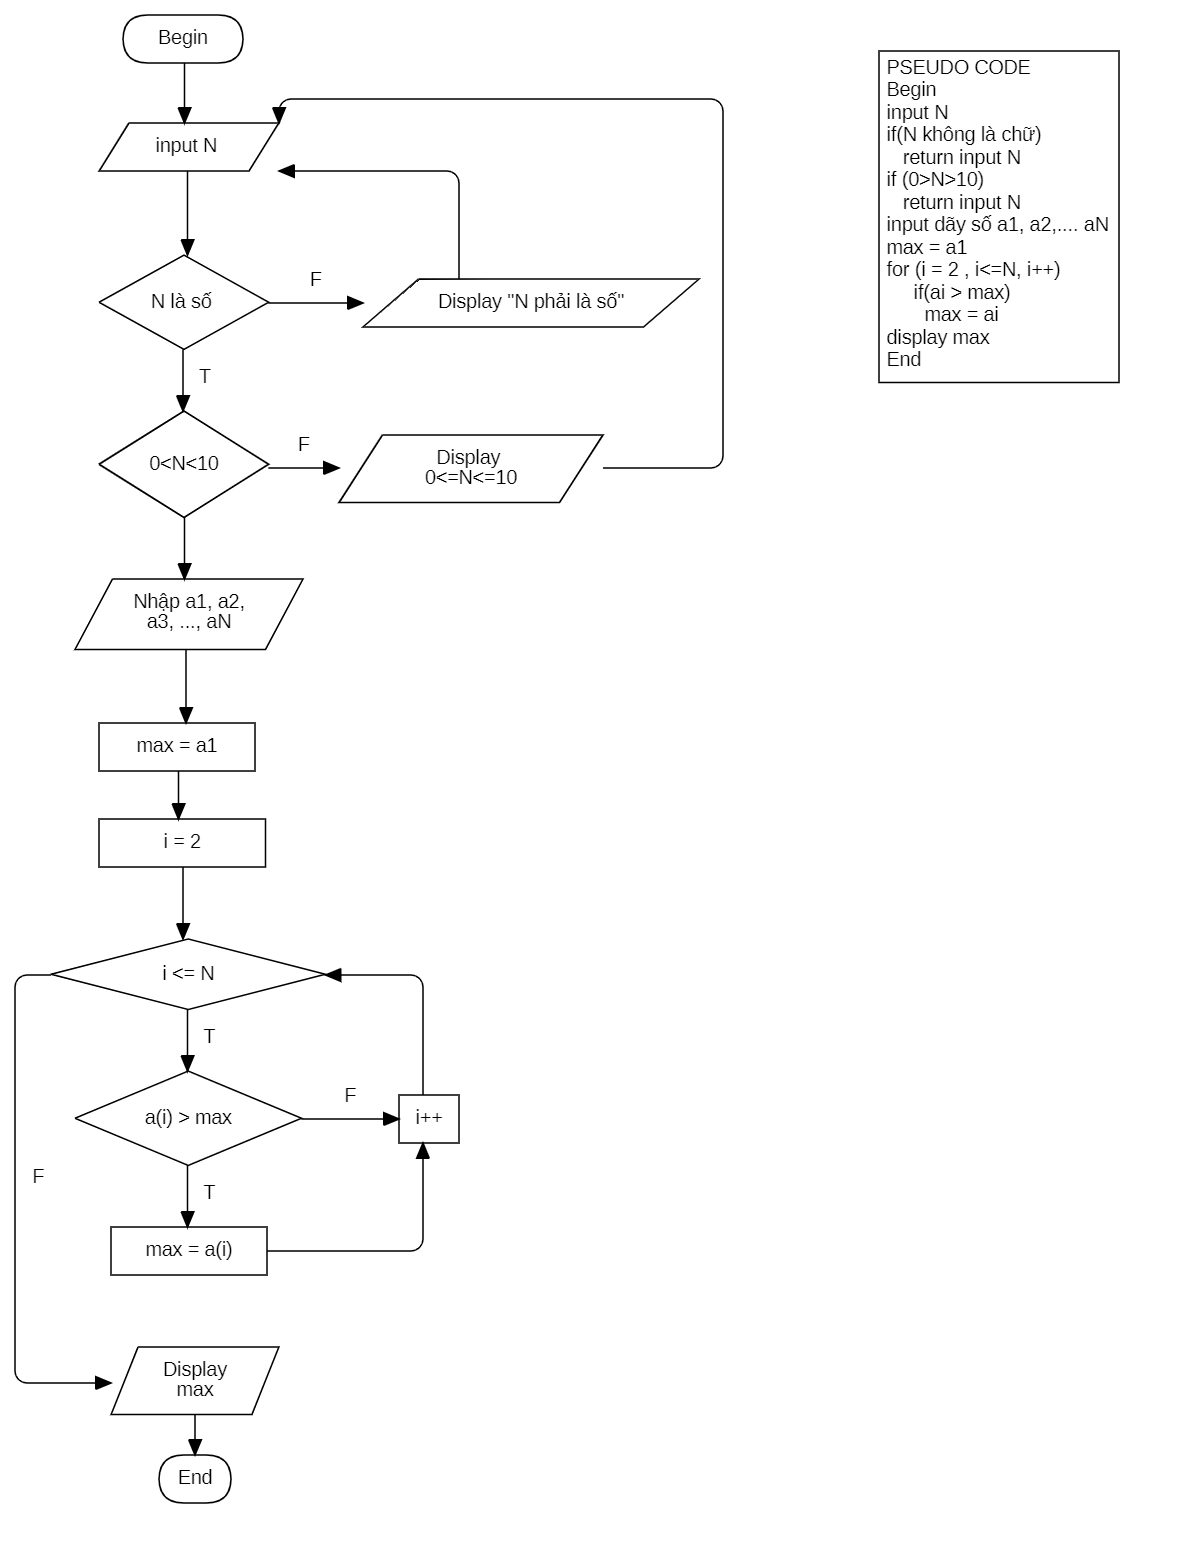 Begin
input N
N là số
F
Display "N phải là số"
T
0<N<10
F
Display
0<=N<=10
Nhập a1, a2,
a3, ..., aN
max = a1
i = 2
i <= N
T
a(i) > max
F
i++
F
T
max = a(i)
Display
max
End
PSEUDO CODE
Begin
input N
if(N không là chữ)
return input N
if (0>N>10)
return input N
input dãy số a1, a2,.... aN
max = a1
for (i = 2 , i<=N, i++)
if(ai > max)
max = ai
display max
End